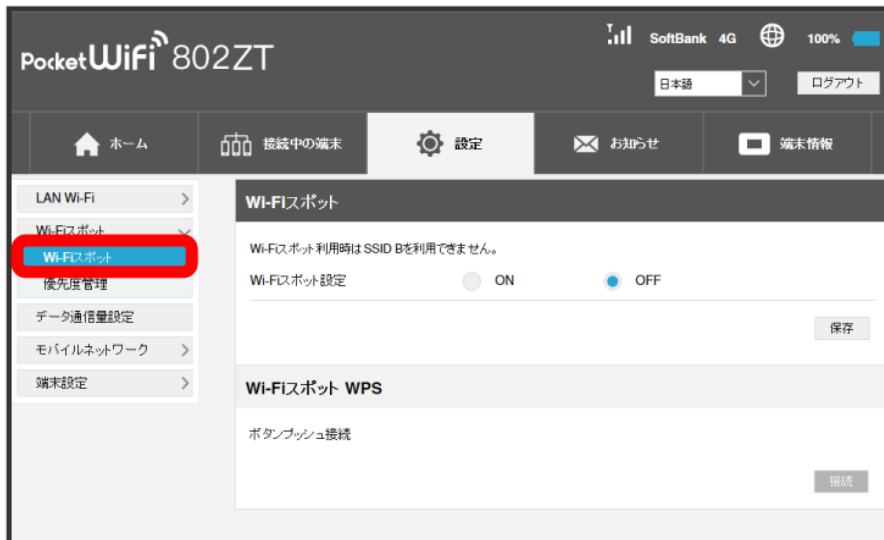 PocketWiFi 802ZT
SoftBank 4G 100%
日本語 ログアウト
ホーム 接続中の端末 設定 お知らせ 端末情報
LAN Wi-Fi
Wi-Fiスポット
Wi-Fiスポット
優先度管理
データ通信量設定
モバイルネットワーク
端末設定
Wi-Fiスポット
Wi-Fiスポット利用時はSSID Bを利用できません。
Wi-Fiスポット設定 ON OFF
保存
Wi-Fiスポット WPS
ボタンプッシュ接続
接続